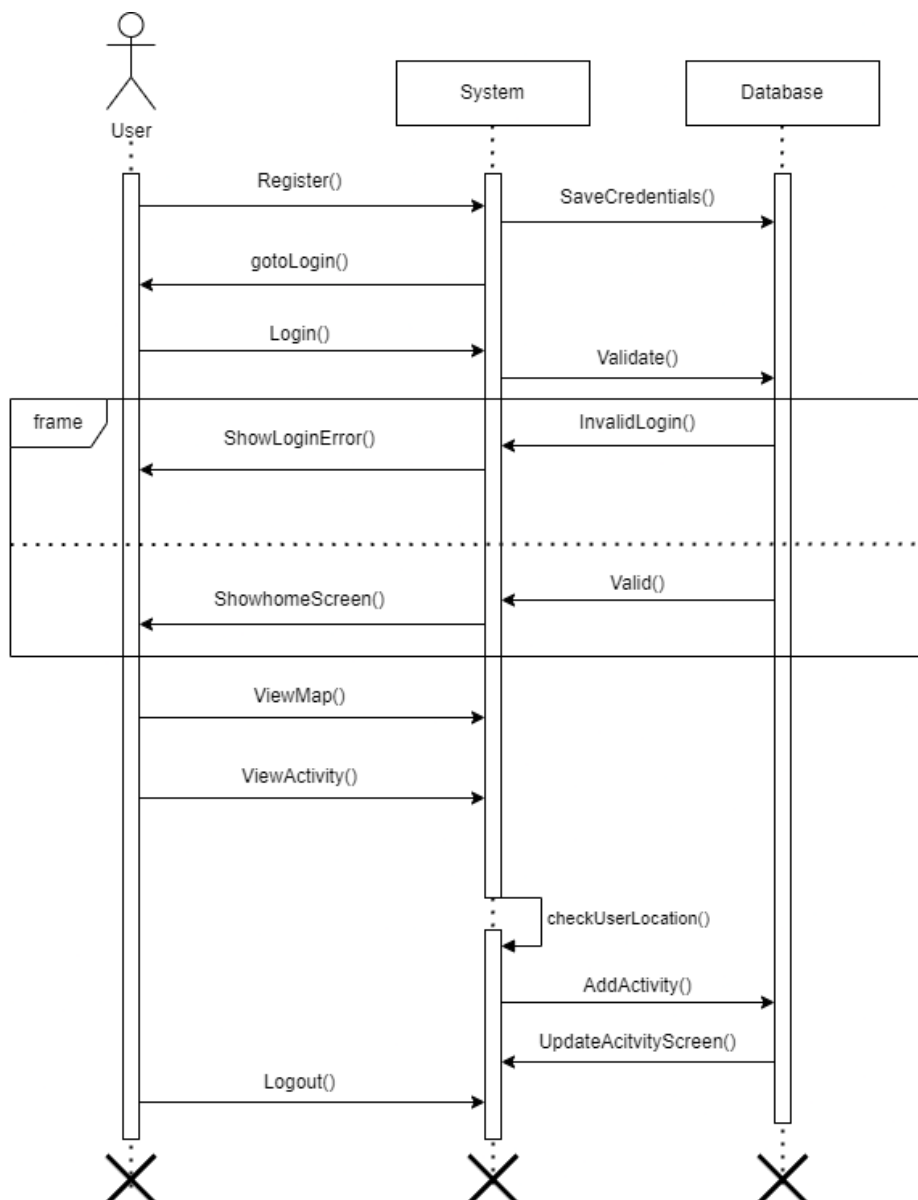 System
Database
User
Register()
SaveCredentials()
gotoLogin()
Login()
Validate()
frame
InvalidLogin()
ShowLoginError()
Valid()
ShowhomeScreen()
ViewMap()
ViewActivity()
checkUserLocation()
AddActivity()
UpdateAcitvityScreen()
Logout()